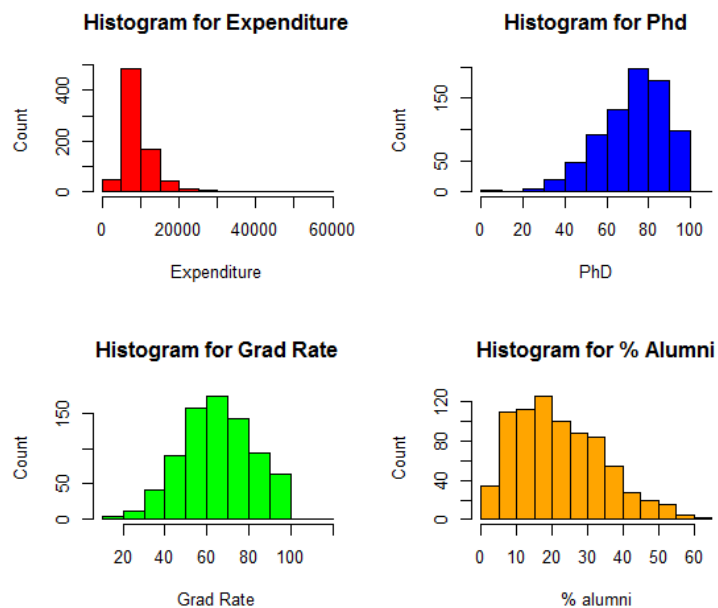 Histogram for Expenditure
Count
0
200
400
0
20000
40000
60000
Expenditure
Histogram for Phd
Count
0
50
150
0
20
40
60
80
100
PhD
Histogram for Grad Rate
Count
0
50
150
20
40
60
80
100
Grad Rate
Histogram for % Alumni
Count
0
40
80
120
0
10
20
30
40
50
60
% alumni